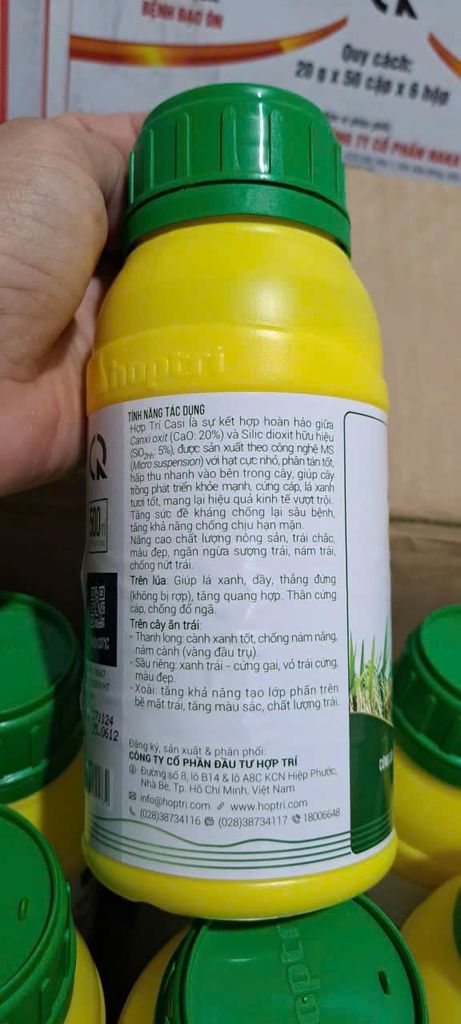 BỆNH ĐẠO ÔN
Quy cách:
20 g x 50 cặp x 6 hộp
hoptri
TÍNH NĂNG TÁC DỤNG
Hợp Trí Casi là sự kết hợp hoàn hảo giữa
Canxi oxit (CaO: 20%) và Silic dioxit hữu hiệu
(SiO2hh: 5%), được sản xuất theo công nghệ MS
(Micro suspension) với hạt cực nhỏ, phân tán tốt,
hấp thu nhanh vào bên trong cây, giúp cây
trồng phát triển khỏe mạnh, cứng cáp, lá xanh
tươi tốt, mang lại hiệu quả kinh tế vượt trội.
Tăng sức đề kháng chống lại sâu bệnh,
tăng khả năng chống chịu hạn mặn.
Nâng cao chất lượng nông sản, trái chắc,
màu đẹp, ngăn ngừa sượng trái, nám trái,
chống nứt trái.
Trên lúa: Giúp lá xanh, dầy, thẳng đứng
(không bị rợp), tăng quang hợp. Thân cứng
cáp, chống đổ ngã.
Trên cây ăn trái:
- Thanh long: cành xanh tốt, chống nám nắng,
nám cành (vàng đầu trụ).
- Sầu riêng: xanh trái - cứng gai, vỏ trái cứng,
màu đẹp.
- Xoài: tăng khả năng tạo lớp phấn trên
bề mặt trái, tăng màu sắc, chất lượng trái.
500 ml
071124
Đăng ký, sản xuất & phân phối:
CÔNG TY CỔ PHẦN ĐẦU TƯ HỢP TRÍ
Đường số 8, lô B14 & lô A8C KCN Hiệp Phước,
Nhà Bè, Tp. Hồ Chí Minh, Việt Nam
info@hoptri.com www.hoptri.com
(028)38734116 (028)38734117 18006648